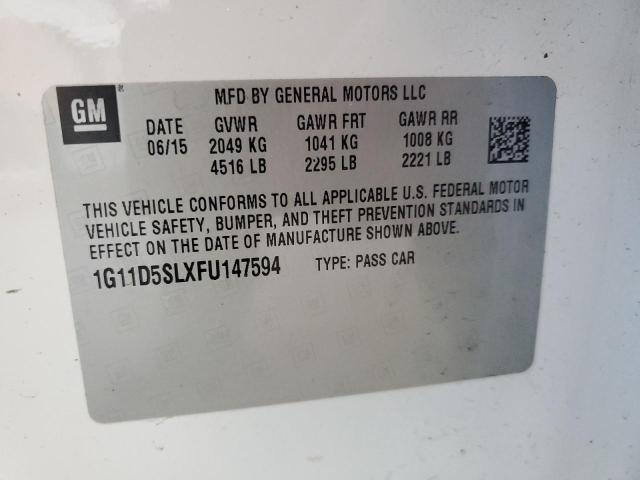 GM
MFD BY GENERAL MOTORS LLC
DATE GVWR GAWR FRT GAWR RR
06/15 2049 KG 1041 KG 1008 KG
4516 LB 2295 LB 2221 LB
THIS VEHICLE CONFORMS TO ALL APPLICABLE U.S. FEDERAL MOTOR
VEHICLE SAFETY, BUMPER, AND THEFT PREVENTION STANDARDS IN
EFFECT ON THE DATE OF MANUFACTURE SHOWN ABOVE.
1G11D5SLXFU147594 TYPE: PASS CAR